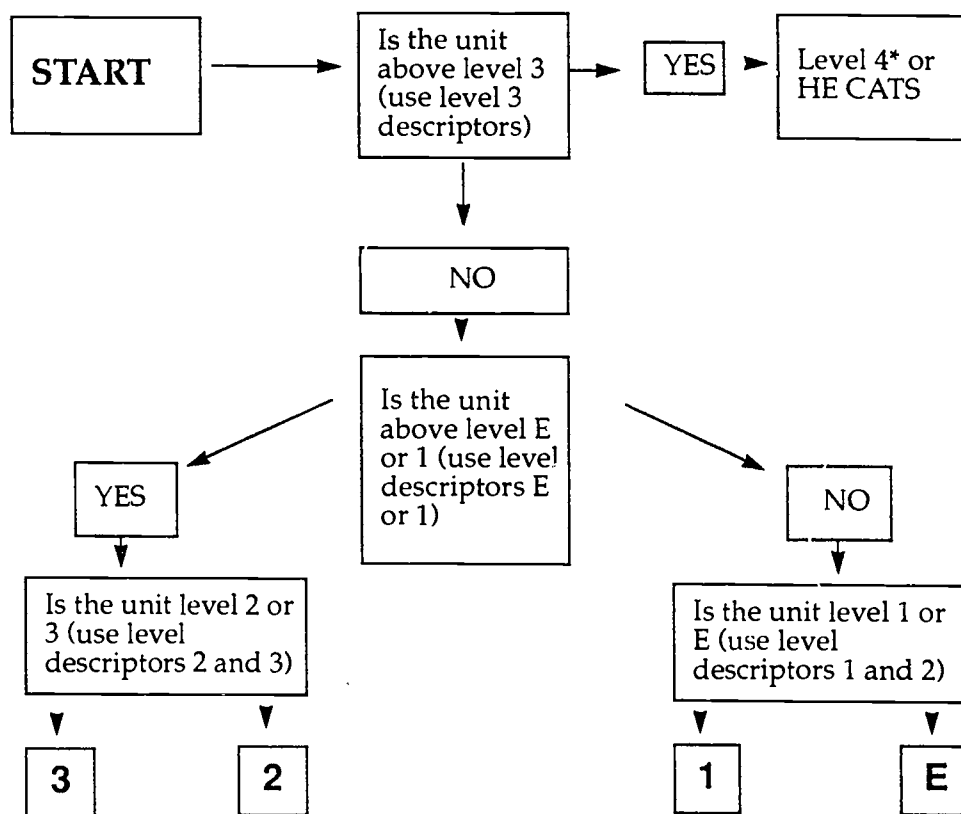 START
Is the unit
above level 3
(use level 3
descriptors)
YES
Level 4* or
HE CATS
NO
Is the unit
above level E
or 1 (use level
descriptors E
or 1)
YES
NO
Is the unit level 2 or
3 (use level
descriptors 2 and 3)
Is the unit level 1 or
E (use level
descriptors 1 and 2)
3
2
1
E